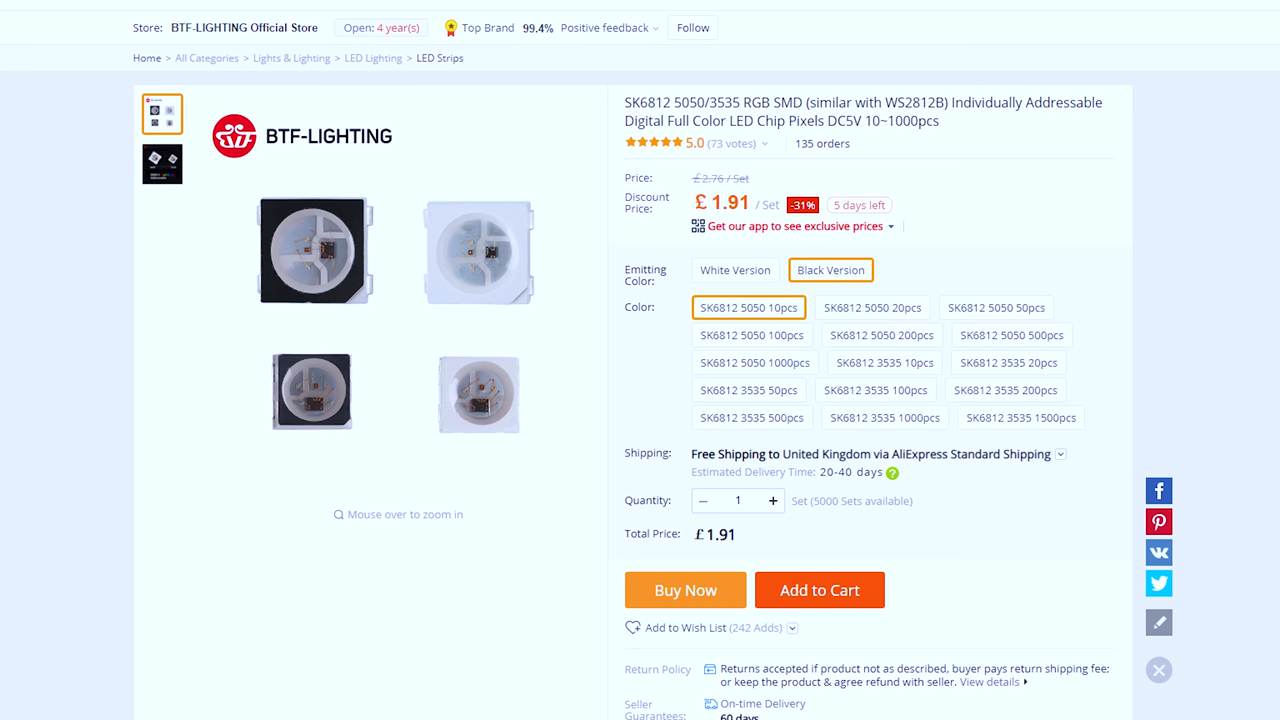 Store: BTF-LIGHTING Official Store Open: 4 year(s) Top Brand 99.4% Positive feedback Follow
Home > All Categories > Lights & Lighting > LED Lighting > LED Strips
BTF-LIGHTING
Mouse over to zoom in
SK6812 5050/3535 RGB SMD (similar with WS2812B) Individually Addressable
Digital Full Color LED Chip Pixels DC5V 10~1000pcs
5.0 (73 votes) 135 orders
Price: £2.76 / Set
Discount
Price: £1.91 / Set -31% 5 days left
Get our app to see exclusive prices
Emitting
Color: White Version Black Version
Color: SK6812 5050 10pcs SK6812 5050 20pcs SK6812 5050 50pcs
SK6812 5050 100pcs SK6812 5050 200pcs SK6812 5050 500pcs
SK6812 5050 1000pcs SK6812 3535 10pcs SK6812 3535 20pcs
SK6812 3535 50pcs SK6812 3535 100pcs SK6812 3535 200pcs
SK6812 3535 500pcs SK6812 3535 1000pcs SK6812 3535 1500pcs
Shipping: Free Shipping to United Kingdom via AliExpress Standard Shipping
Estimated Delivery Time: 20-40 days ?
Quantity: – 1 + Set (5000 Sets available)
Total Price: £1.91
Buy Now Add to Cart
Add to Wish List (242 Adds)
Return Policy Returns accepted if product not as described, buyer pays return shipping fee;
or keep the product & agree refund with seller. View details
Seller
Guarantees: On-time Delivery
60 days